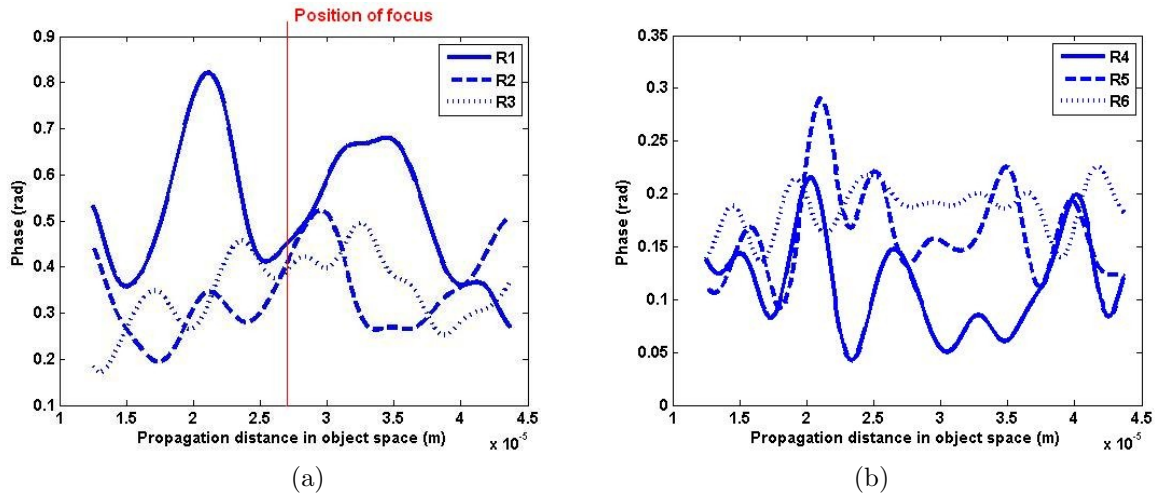 Position of focus
0.9
0.8
0.7
0.6
0.5
0.4
0.3
0.2
0.1
Phase (rad)
R1
R2
R3
1 1.5 2 2.5 3 3.5 4 4.5
Propagation distance in object space (m)
x 10^-5
(a)
0.35
0.3
0.25
0.2
0.15
0.1
0.05
0
Phase (rad)
R4
R5
R6
1 1.5 2 2.5 3 3.5 4 4.5
Propagation distance in object space (m)
x 10^-5
(b)